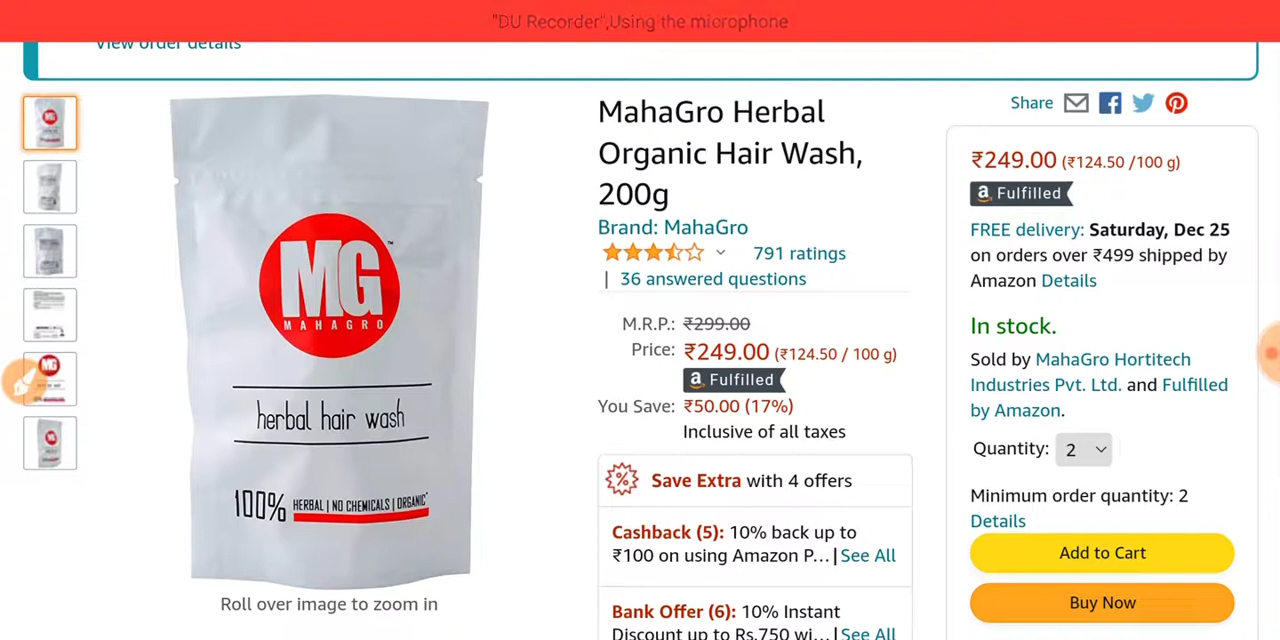 "DU Recorder",Using the microphone
View order details
MG
MAHAGRO
™
herbal hair wash
100% HERBAL | NO CHEMICALS | ORGANIC*
Roll over image to zoom in
MahaGro Herbal
Organic Hair Wash,
200g
Brand: MahaGro
791 ratings
| 36 answered questions
M.R.P.: ₹299.00
Price: ₹249.00 (₹124.50 / 100 g)
a Fulfilled
You Save: ₹50.00 (17%)
Inclusive of all taxes
Save Extra with 4 offers
Cashback (5): 10% back up to
₹100 on using Amazon P... | See All
Bank Offer (6): 10% Instant
Discount up to Rs.750 wi... | See All
Share
₹249.00 (₹124.50 /100 g)
a Fulfilled
FREE delivery: Saturday, Dec 25
on orders over ₹499 shipped by
Amazon Details
In stock.
Sold by MahaGro Hortitech
Industries Pvt. Ltd. and Fulfilled
by Amazon.
Quantity: 2
Minimum order quantity: 2
Details
Add to Cart
Buy Now